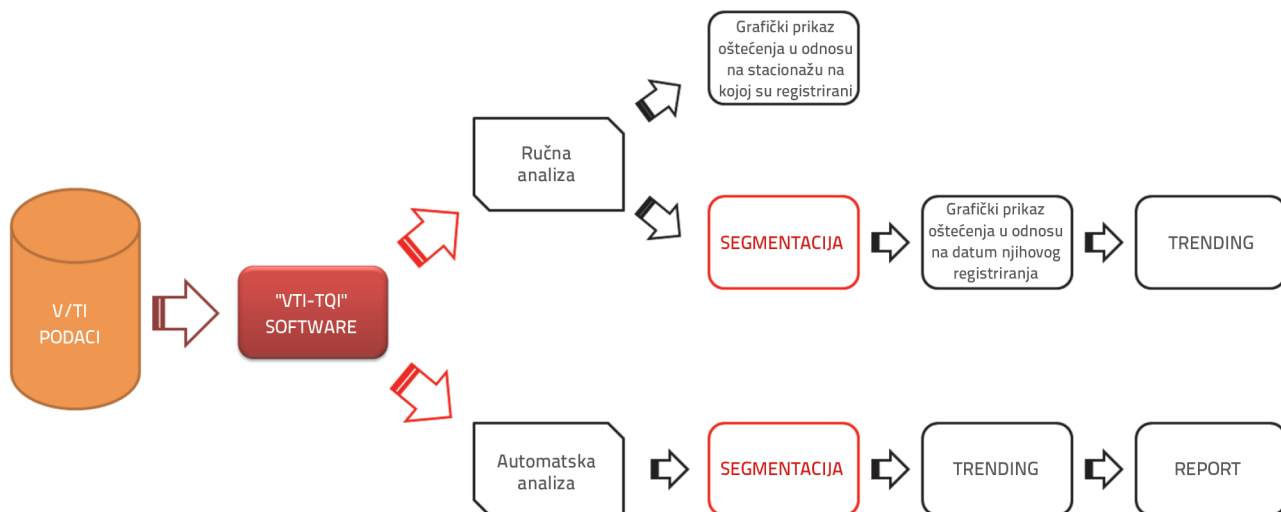 V/TI
PODACI
"VTI-TQI"
SOFTWARE
Ručna
analiza
Grafički prikaz
oštećenja u odnosu
na stacionažu na
kojoj su registrirani
SEGMENTACIJA
Grafički prikaz
oštećenja u odnosu
na datum njihovog
registriranja
TRENDING
Automatska
analiza
SEGMENTACIJA
TRENDING
REPORT